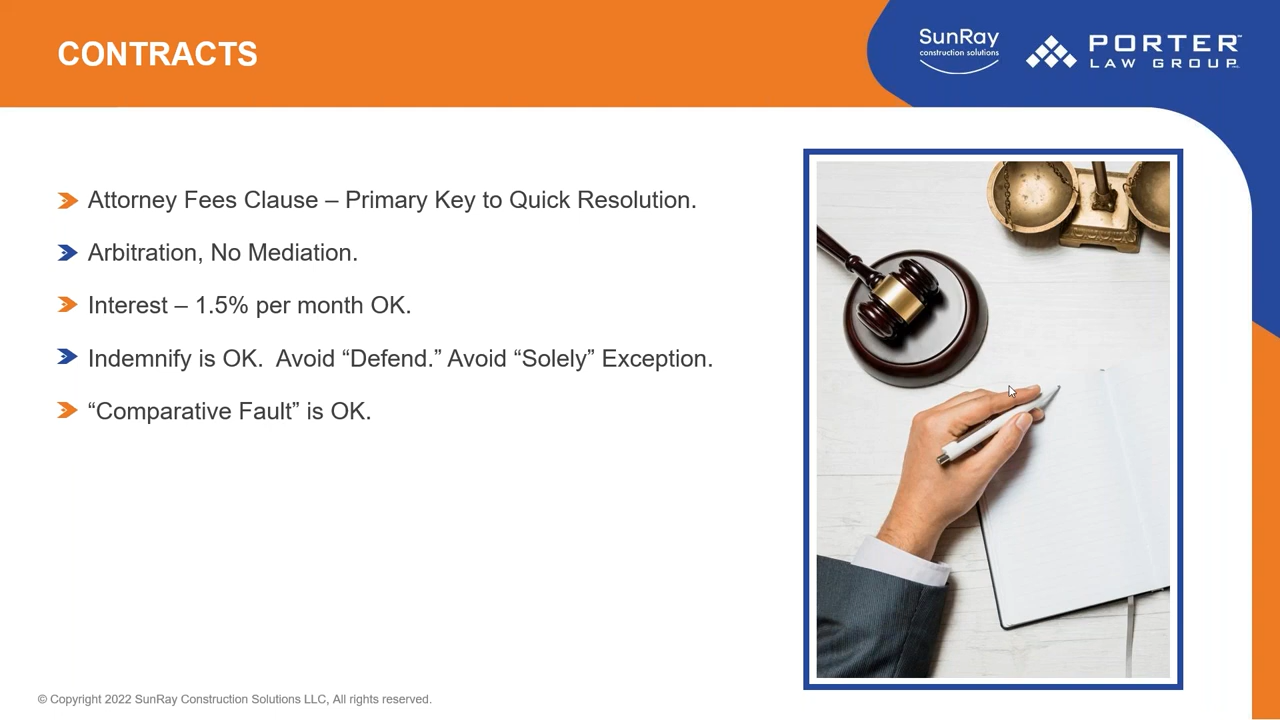 CONTRACTS
SunRay
construction solutions
PORTER
LAW GROUP
Attorney Fees Clause – Primary Key to Quick Resolution.
Arbitration, No Mediation.
Interest – 1.5% per month OK.
Indemnify is OK.  Avoid “Defend.” Avoid “Solely” Exception.
“Comparative Fault” is OK.
© Copyright 2022 SunRay Construction Solutions LLC, All rights reserved.